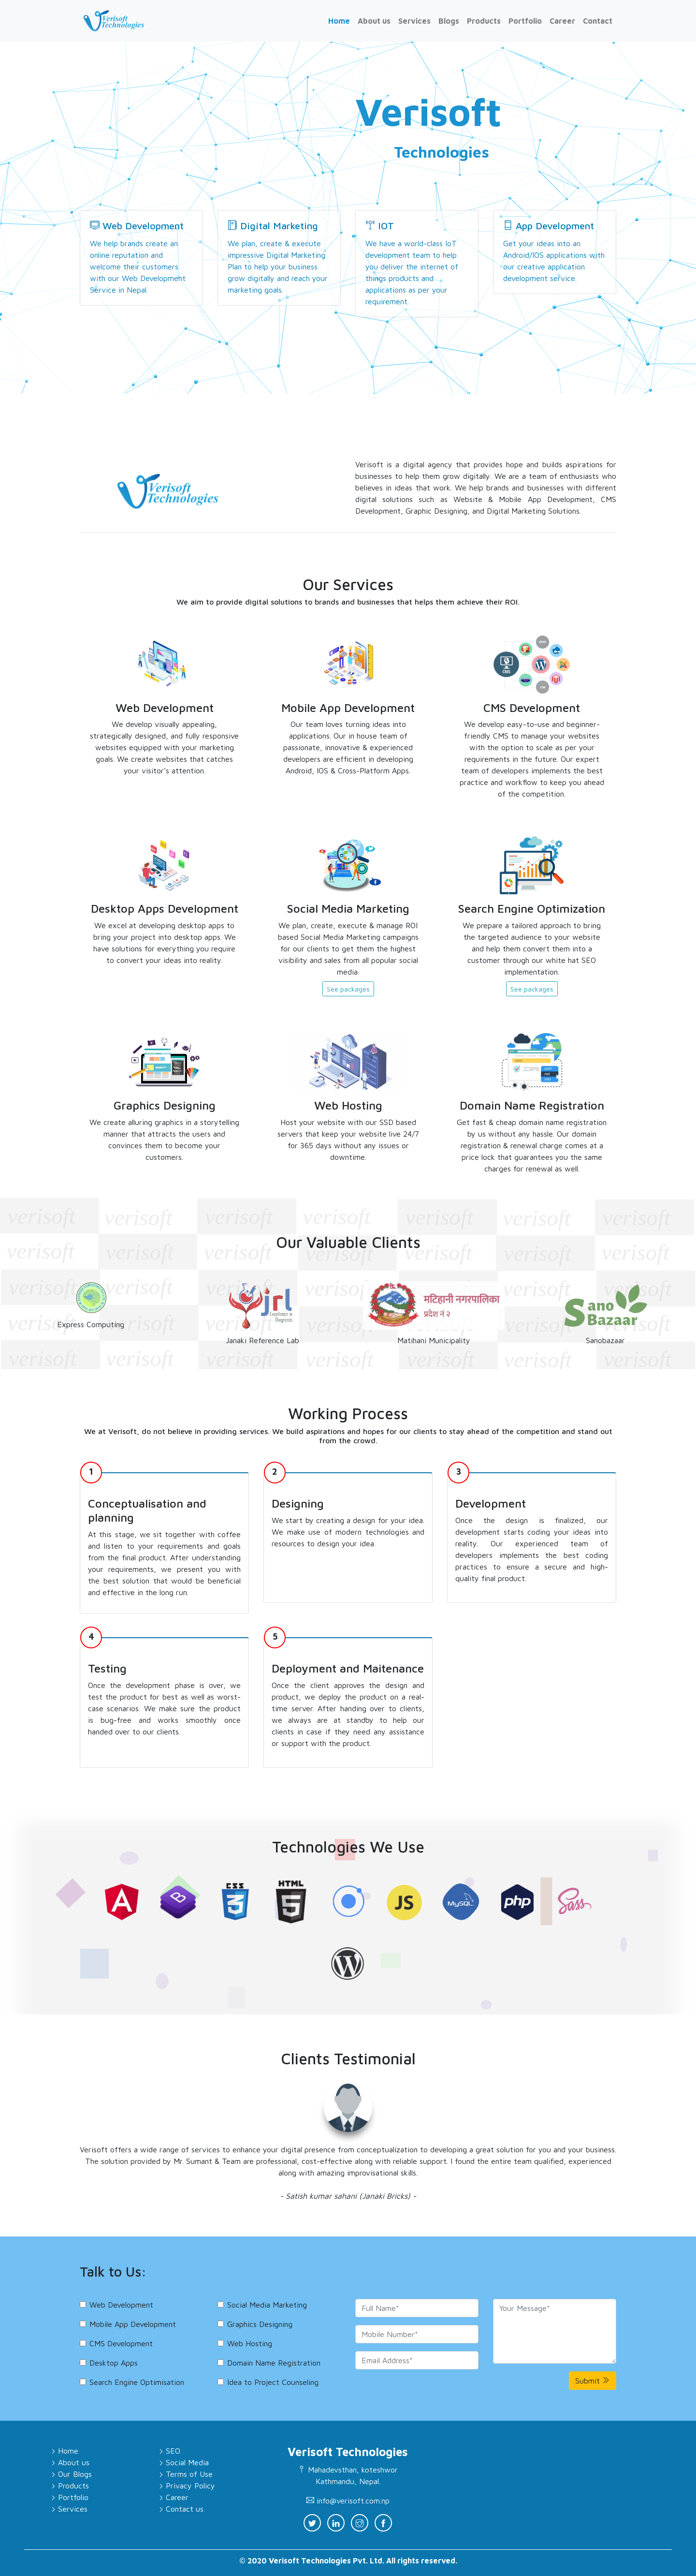 Verisoft Technologies
Home About us Services Blogs Products Portfolio Career Contact
Verisoft
Technologies
Web Development
We help brands create an
online reputation and
welcome their customers
with our Web Development
Service in Nepal.
Digital Marketing
We plan, create & execute
impressive Digital Marketing
Plan to help your business
grow digitally and reach your
marketing goals.
IOT
We have a world-class IoT
development team to help
you deliver the internet of
things products and
applications as per your
requirement.
App Development
Get your ideas into an
Android/IOS applications with
our creative application
development service.
Verisoft Technologies
Verisoft is a digital agency that provides hope and builds aspirations for
businesses to help them grow digitally. We are a team of enthusiasts who
believes in ideas that work. We help brands and businesses with different
digital solutions such as Website & Mobile App Development, CMS
Development, Graphic Designing, and Digital Marketing Solutions.
Our Services
We aim to provide digital solutions to brands and businesses that helps them achieve their ROI.
Web Development
We develop visually appealing,
strategically designed, and fully responsive
websites equipped with your marketing
goals. We create websites that catches
your visitor's attention.
Mobile App Development
Our team loves turning ideas into
applications. Our in house team of
passionate, innovative & experienced
developers are efficient in developing
Android, IOS & Cross-Platform Apps.
CMS
CMS Development
We develop easy-to-use and beginner-
friendly CMS to manage your websites
with the option to scale as per your
requirements in the future. Our expert
team of developers implements the best
practice and workflow to keep you ahead
of the competition.
Desktop Apps Development
We excel at developing desktop apps to
bring your project into desktop apps. We
have solutions for everything you require
to convert your ideas into reality.
Social Media Marketing
We plan, create, execute & manage ROI
based Social Media Marketing campaigns
for our clients to get them the highest
visibility and sales from all popular social
media.
See packages
Search Engine Optimization
We prepare a tailored approach to bring
the targeted audience to your website
and help them convert them into a
customer through our white hat SEO
implementation.
See packages
Graphics Designing
We create alluring graphics in a storytelling
manner that attracts the users and
convinces them to become your
customers.
Web Hosting
Host your website with our SSD based
servers that keep your website live 24/7
for 365 days without any issues or
downtime.
Domain Name Registration
Get fast & cheap domain name registration
by us without any hassle. Our domain
registration & renewal charge comes at a
price lock that guarantees you the same
charges for renewal as well.
verisoft verisoft verisoft verisoft verisoft verisoft verisoft
Our Valuable Clients
verisoft verisoft verisoft verisoft verisoft verisoft verisoft
Express Computing
jrl
Janaki Reference Lab
मटिहानी नगरपालिका
प्रदेश नं २
Matihani Municipality
Sano Bazaar
Sanobazaar
Working Process
We at Verisoft, do not believe in providing services. We build aspirations and hopes for our clients to stay ahead of the competition and stand out
from the crowd.
1
Conceptualisation and
planning
At this stage, we sit together with coffee
and listen to your requirements and goals
from the final product. After understanding
your requirements, we present you with
the best solution that would be beneficial
and effective in the long run.
2
Designing
We start by creating a design for your idea.
We make use of modern technologies and
resources to design your idea.
3
Development
Once the design is finalized, our
development starts coding your ideas into
reality. Our experienced team of
developers implements the best coding
practices to ensure a secure and high-
quality final product.
4
Testing
Once the development phase is over, we
test the product for best as well as worst-
case scenarios. We make sure the product
is bug-free and works smoothly once
handed over to our clients.
5
Deployment and Maitenance
Once the client approves the design and
product, we deploy the product on a real-
time server. After handing over to clients,
we always are at standby to help our
clients in case if they need any assistance
or support with the product.
Technologies We Use
A B CSS 3 HTML 5 JS MySQL php Sass
W
Clients Testimonial
Verisoft offers a wide range of services to enhance your digital presence from conceptualization to developing a great solution for you and your business.
The solution provided by Mr. Sumant & Team are professional, cost-effective along with reliable support. I found the entire team qualified, experienced
along with amazing improvisational skills.
- Satish kumar sahani (Janaki Bricks) -
Talk to Us:
Web Development
Mobile App Development
CMS Development
Desktop Apps
Search Engine Optimisation
Social Media Marketing
Graphics Designing
Web Hosting
Domain Name Registration
Idea to Project Counseling
Full Name*
Mobile Number*
Email Address*
Your Message*
Submit
Home
About us
Our Blogs
Products
Portfolio
Services
SEO
Social Media
Terms of Use
Privacy Policy
Career
Contact us
Verisoft Technologies
Mahadevsthan, koteshwor
Kathmandu, Nepal.
info@verisoft.com.np
© 2020 Verisoft Technologies Pvt. Ltd. All rights reserved.